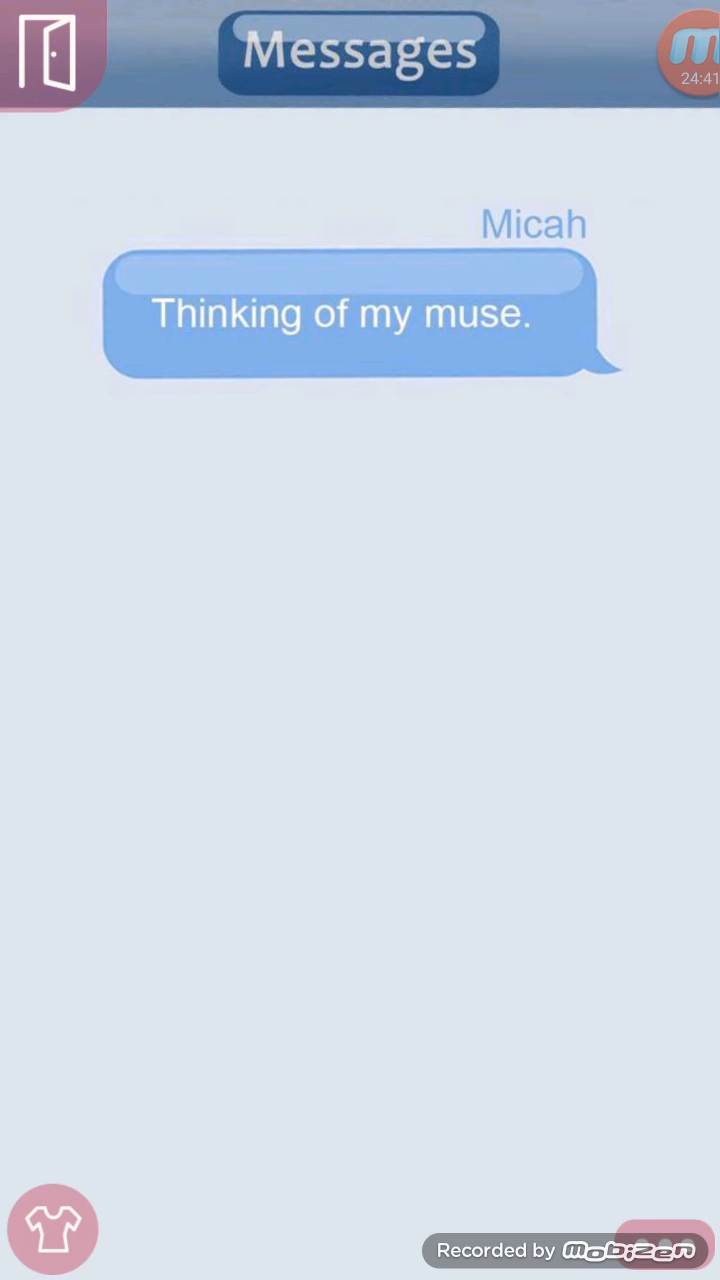 Messages
m
24:41
Micah
Thinking of my muse.
Recorded by mobizen